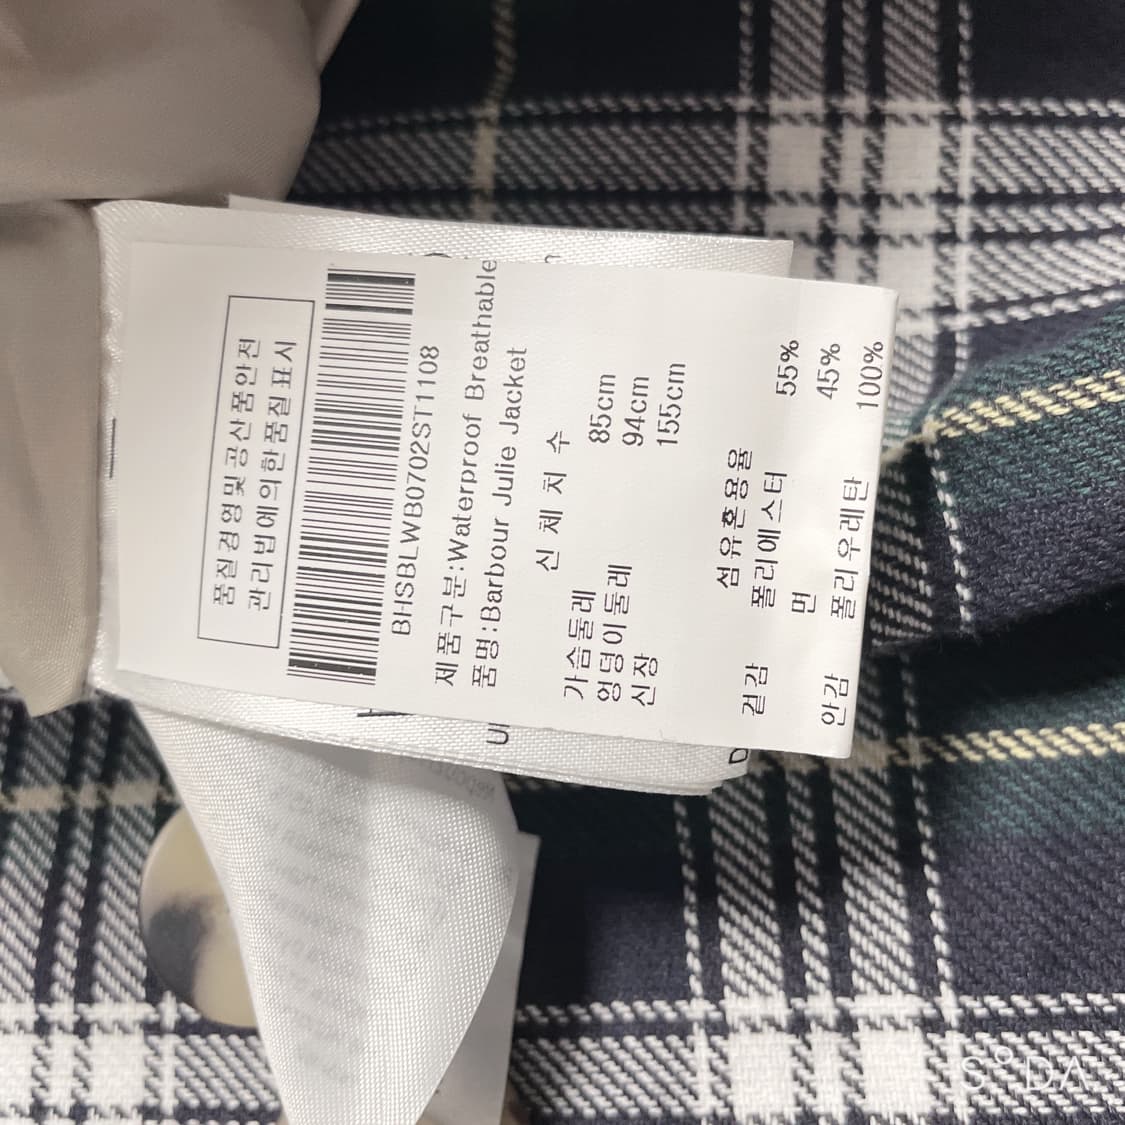 품질경영및공산품안전
관리법에의한품질표시
BHSBLWB0702ST1108
제품구분:Waterproof Breathable
품명:Barbour Julie Jacket
신 체 치 수
가슴둘레 85cm
엉덩이둘레 94cm
신장 155cm
섬유혼용율
겉감 폴리에스터 55%
면 45%
안감 폴리우레탄 100%
SODA